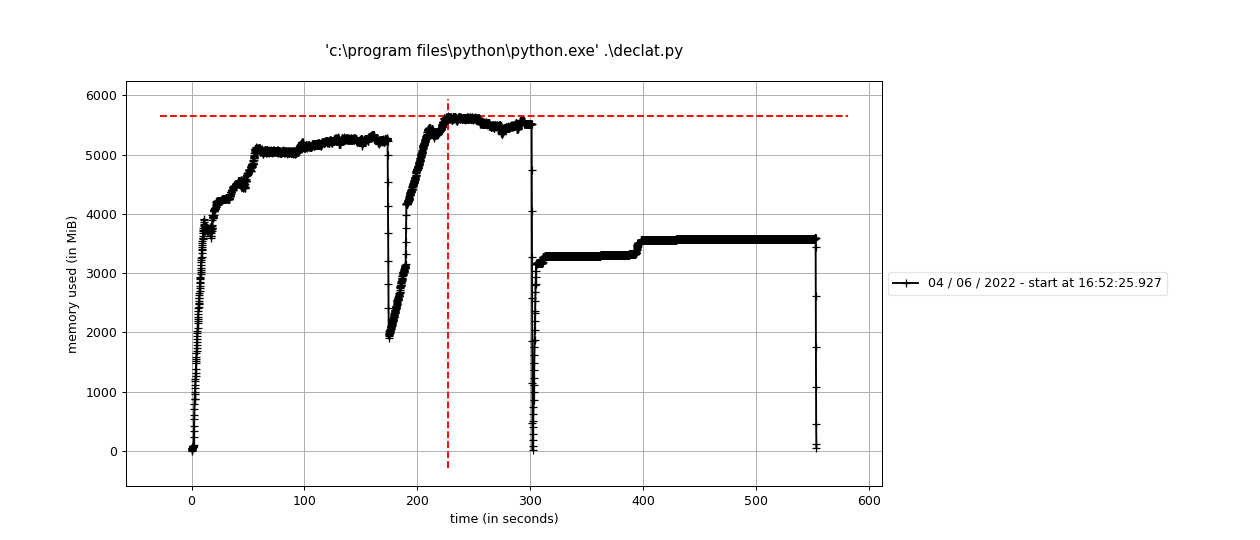 'c:\program files\python\python.exe' .\declat.py
6000
5000
4000
3000
2000
1000
0
memory used (in MiB)
0 100 200 300 400 500 600
time (in seconds)
04 / 06 / 2022 - start at 16:52:25.927